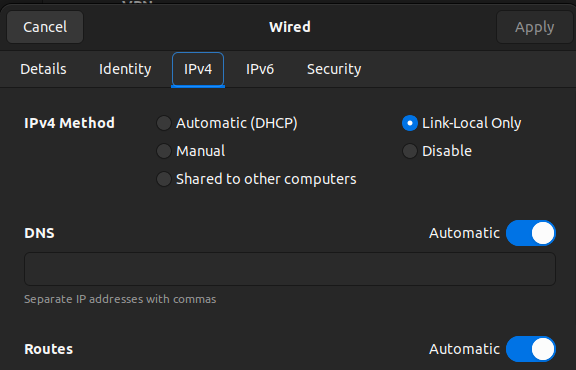 VPN
Cancel Wired Apply
Details Identity IPv4 IPv6 Security
IPv4 Method Automatic (DHCP) Link-Local Only
Manual Disable
Shared to other computers
DNS Automatic
Separate IP addresses with commas
Routes Automatic